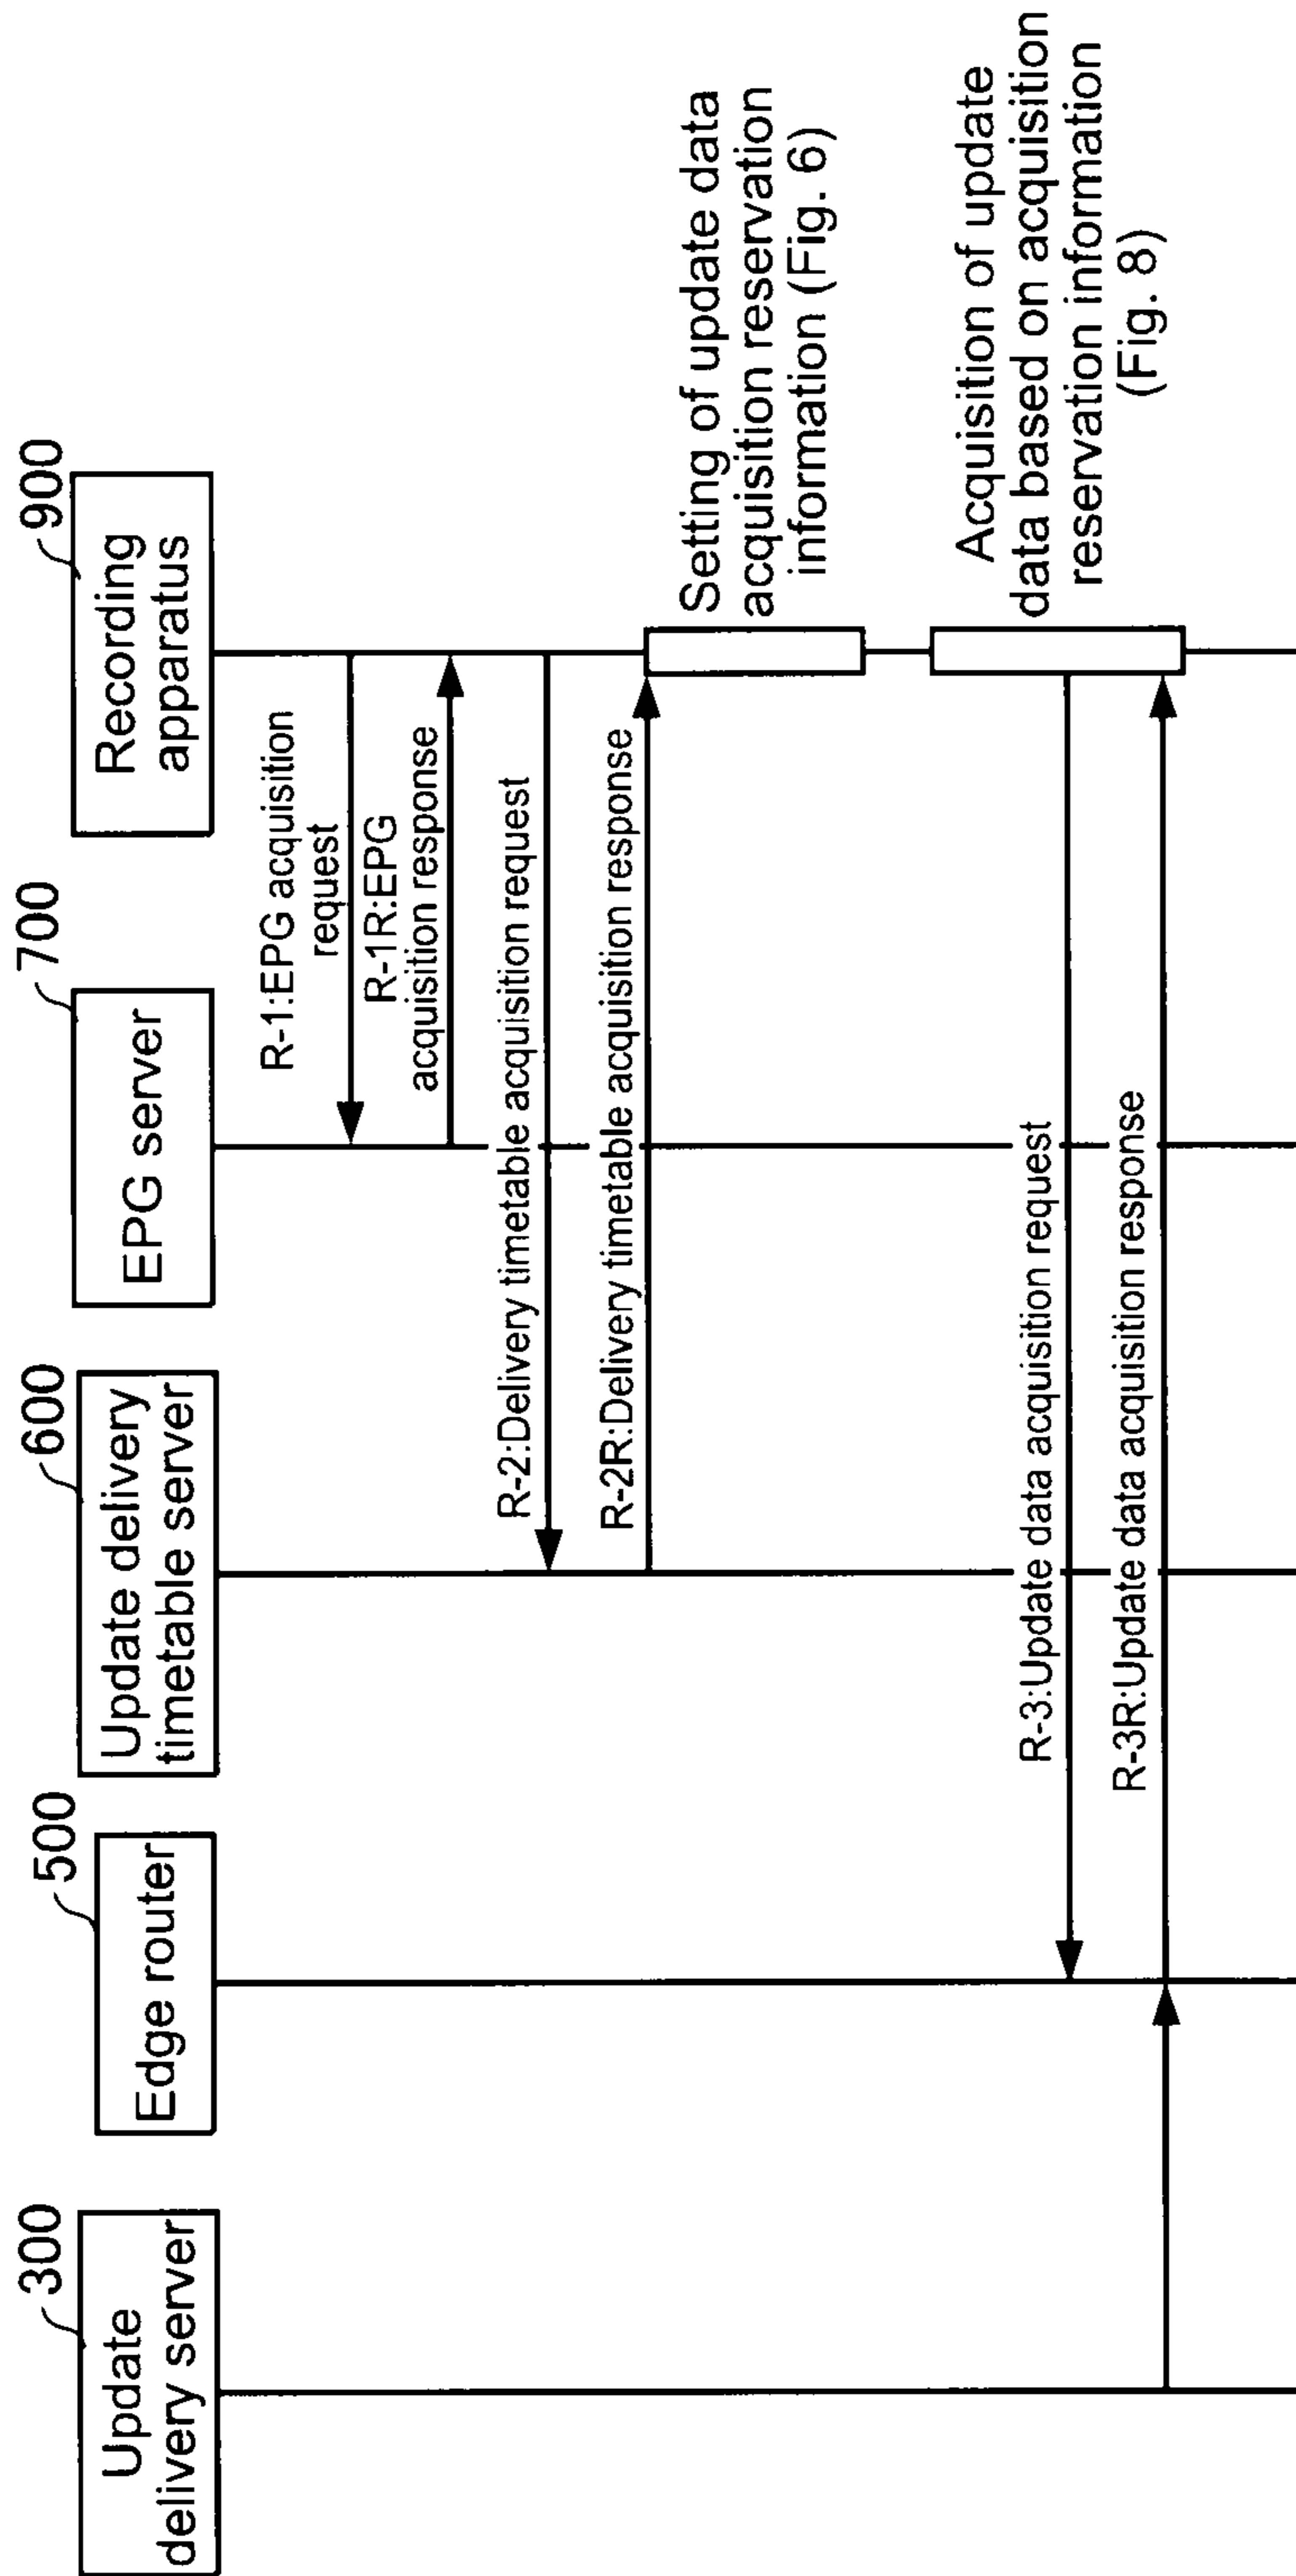 300
Update
delivery server
500
Edge router
600
Update delivery
timetable server
700
EPG server
900
Recording
apparatus
R-1:EPG acquisition
request
R-1R:EPG
acquisition response
R-2:Delivery timetable acquisition request
R-2R:Delivery timetable acquisition response
Setting of update data
acquisition reservation
information (Fig. 6)
R-3:Update data acquisition request
R-3R:Update data acquisition response
Acquisition of update
data based on acquisition
reservation information
(Fig. 8)